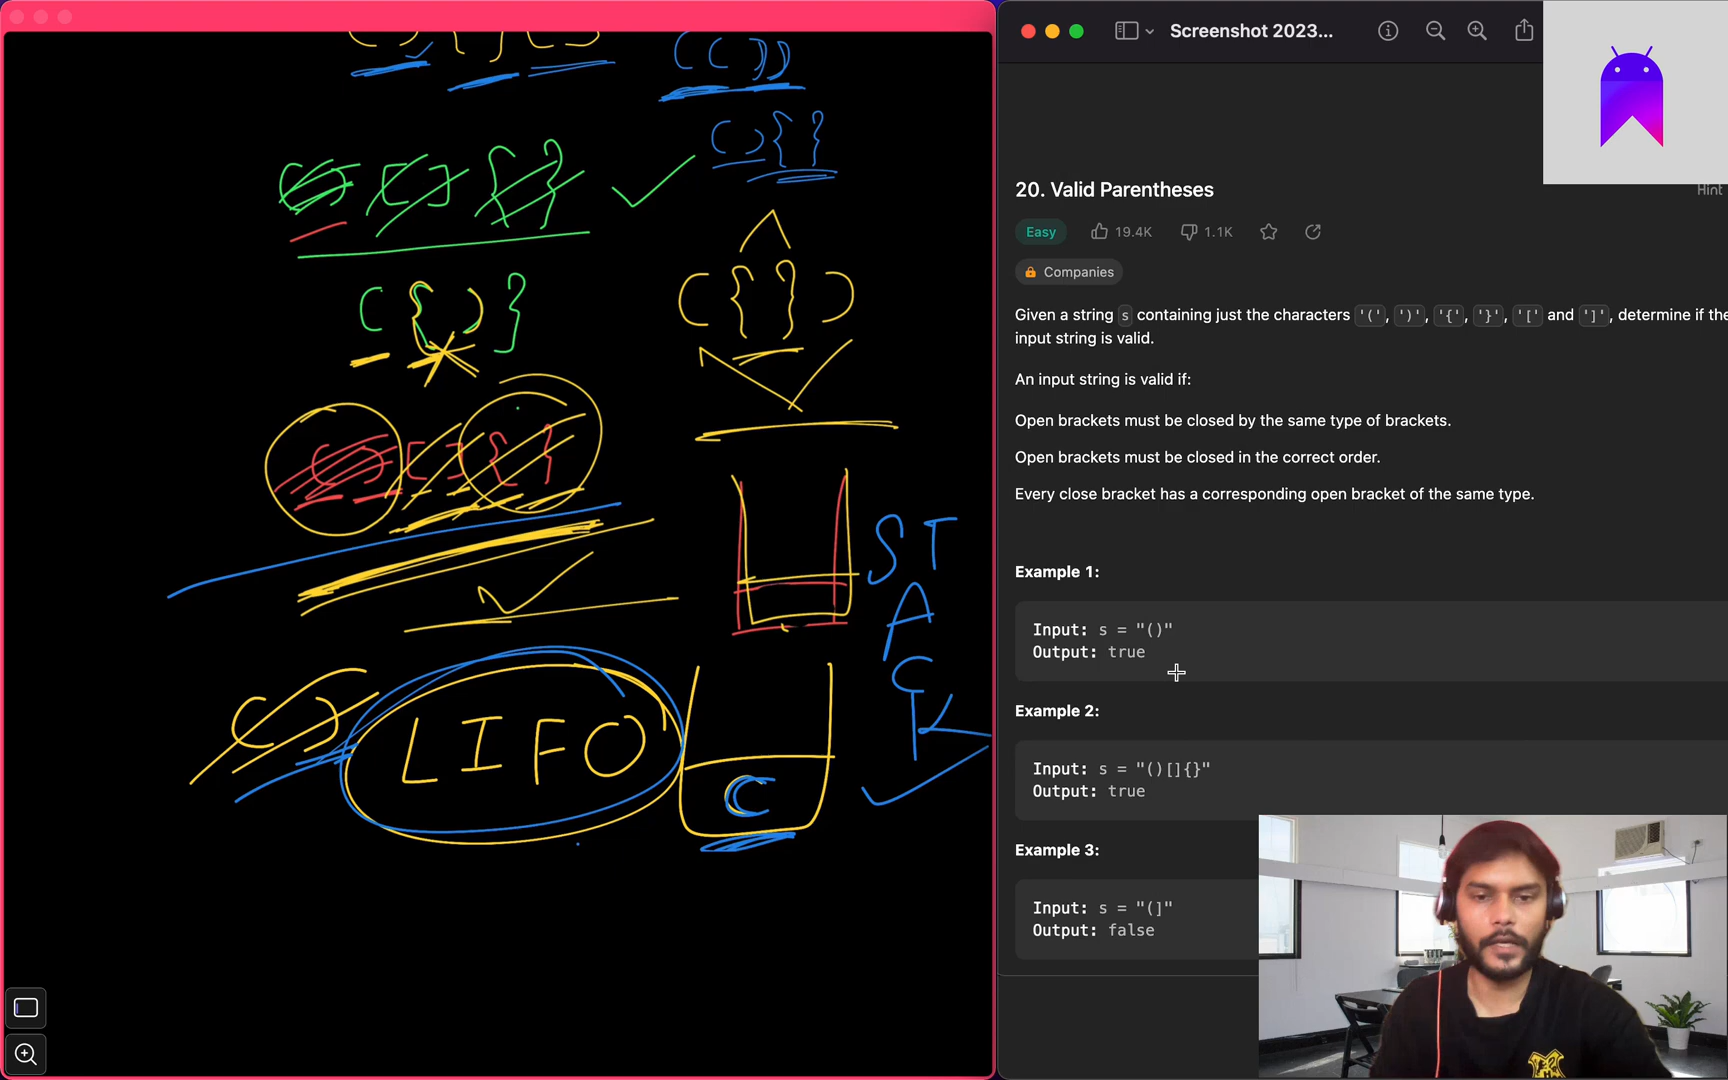 ( ) { } ( )
( ( ) )
( ) { }
( ) [ ] { }
( { ) }
( { } )
( ) [ ] { }
S T
A
C
K
( )
L I F O
(
Screenshot 2023...
Hint
20. Valid Parentheses
Easy 19.4K 1.1K
Companies
Given a string s containing just the characters '(', ')', '{', '}', '[' and ']', determine if the
input string is valid.
An input string is valid if:
Open brackets must be closed by the same type of brackets.
Open brackets must be closed in the correct order.
Every close bracket has a corresponding open bracket of the same type.
Example 1:
Input: s = "()"
Output: true
Example 2:
Input: s = "()[]{}"
Output: true
Example 3:
Input: s = "(]"
Output: false